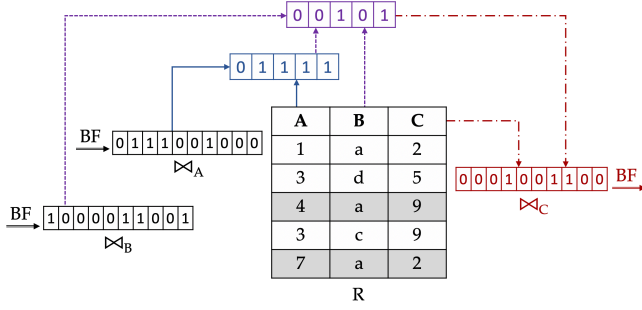 0 0 1 0 1
0 1 1 1 1
BF 0 1 1 1 0 0 1 0 0 0
⋈A
BF 1 0 0 0 0 1 1 0 0 1
⋈B
A B C
1 a 2
3 d 5
4 a 9
3 c 9
7 a 2
R
0 0 0 1 0 0 1 1 0 0 BF
⋈C